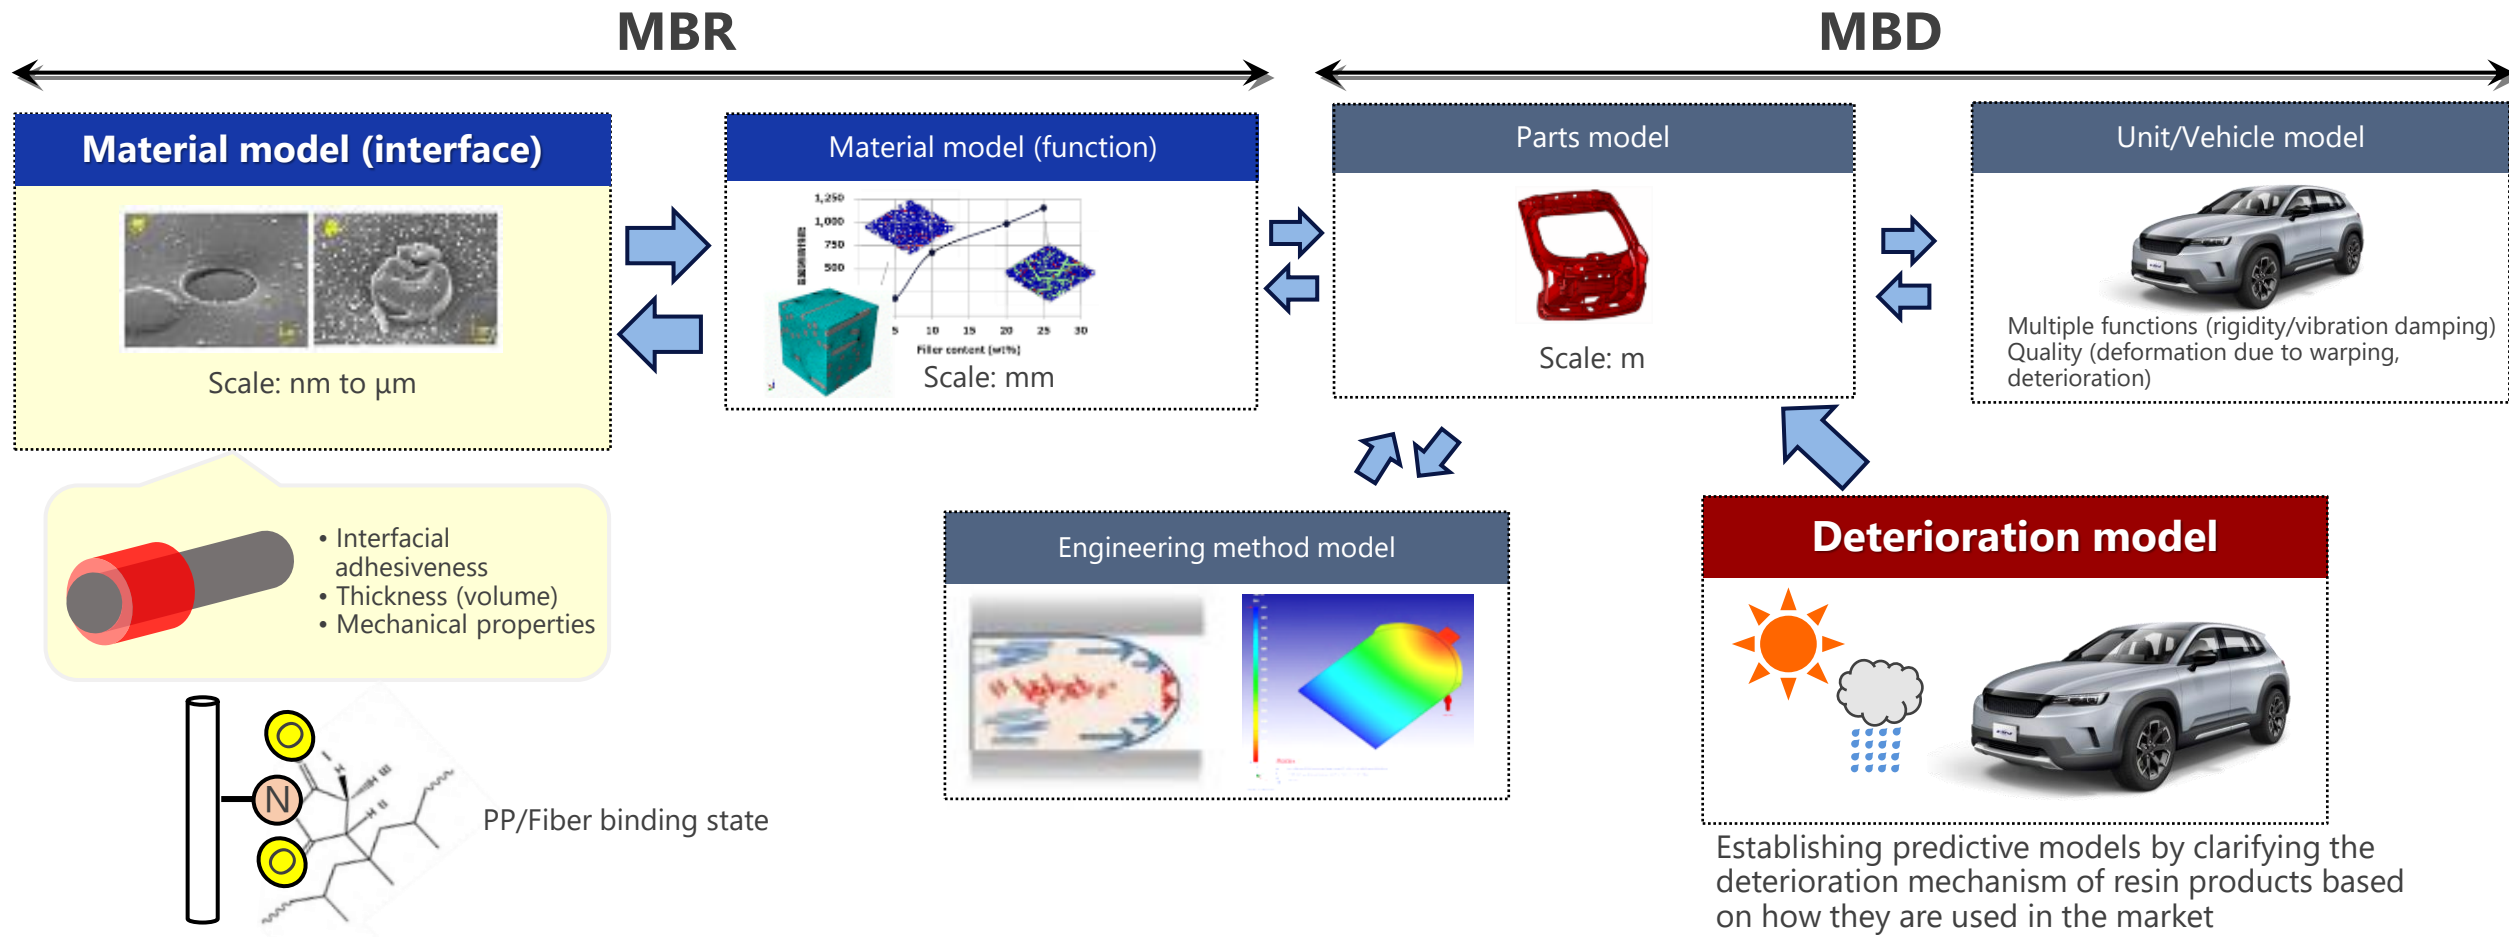 MBR
MBD
Material model (interface)
Scale: nm to μm
Material model (function)
1,250
1,000
750
500
5 10 15 20 25 30
Filler content (wt%)
Scale: mm
Parts model
Scale: m
Unit/Vehicle model
Multiple functions (rigidity/vibration damping)
Quality (deformation due to warping,
deterioration)
• Interfacial
adhesiveness
• Thickness (volume)
• Mechanical properties
O
N
O
H
H
H
PP/Fiber binding state
Engineering method model
Deterioration model
Establishing predictive models by clarifying the
deterioration mechanism of resin products based
on how they are used in the market